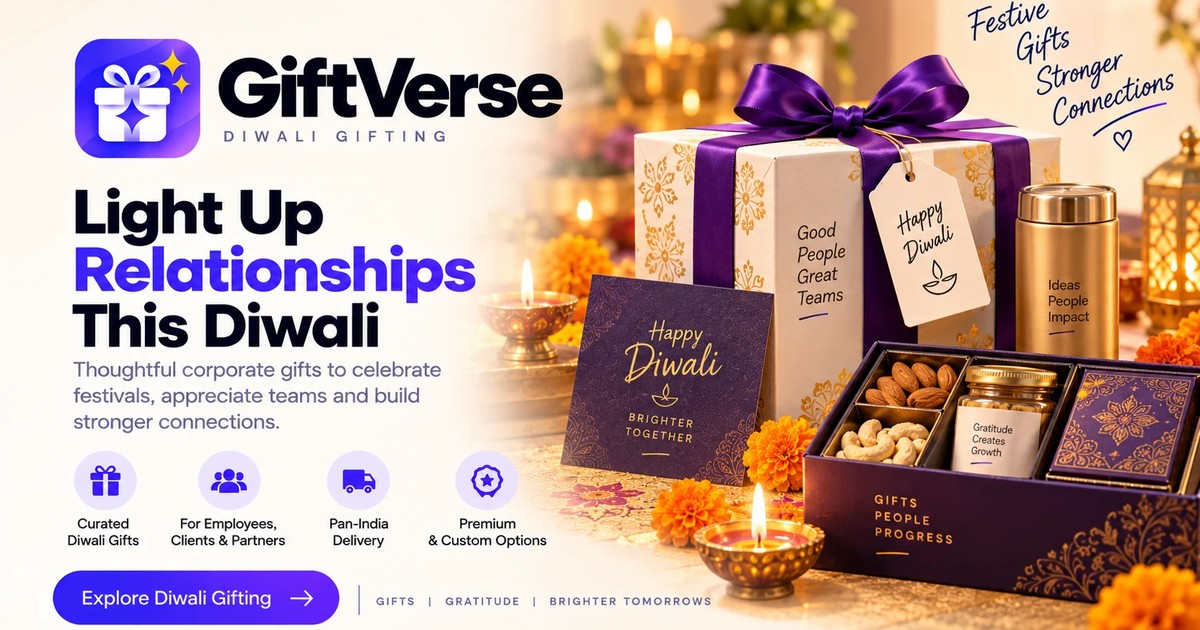 GiftVerse
DIWALI GIFTING
Light Up
Relationships
This Diwali
Thoughtful corporate gifts to celebrate
festivals, appreciate teams and build
stronger connections.
Curated
Diwali Gifts
For Employees,
Clients & Partners
Pan-India
Delivery
Premium
& Custom Options
Explore Diwali Gifting
GIFTS | GRATITUDE | BRIGHTER TOMORROWS
Festive
Gifts
Stronger
Connections
Good
People
Great
Teams
Happy
Diwali
Ideas
People
Impact
Happy
Diwali
BRIGHTER
TOGETHER
Gratitude
Creates
Growth
GIFTS
PEOPLE
PROGRESS